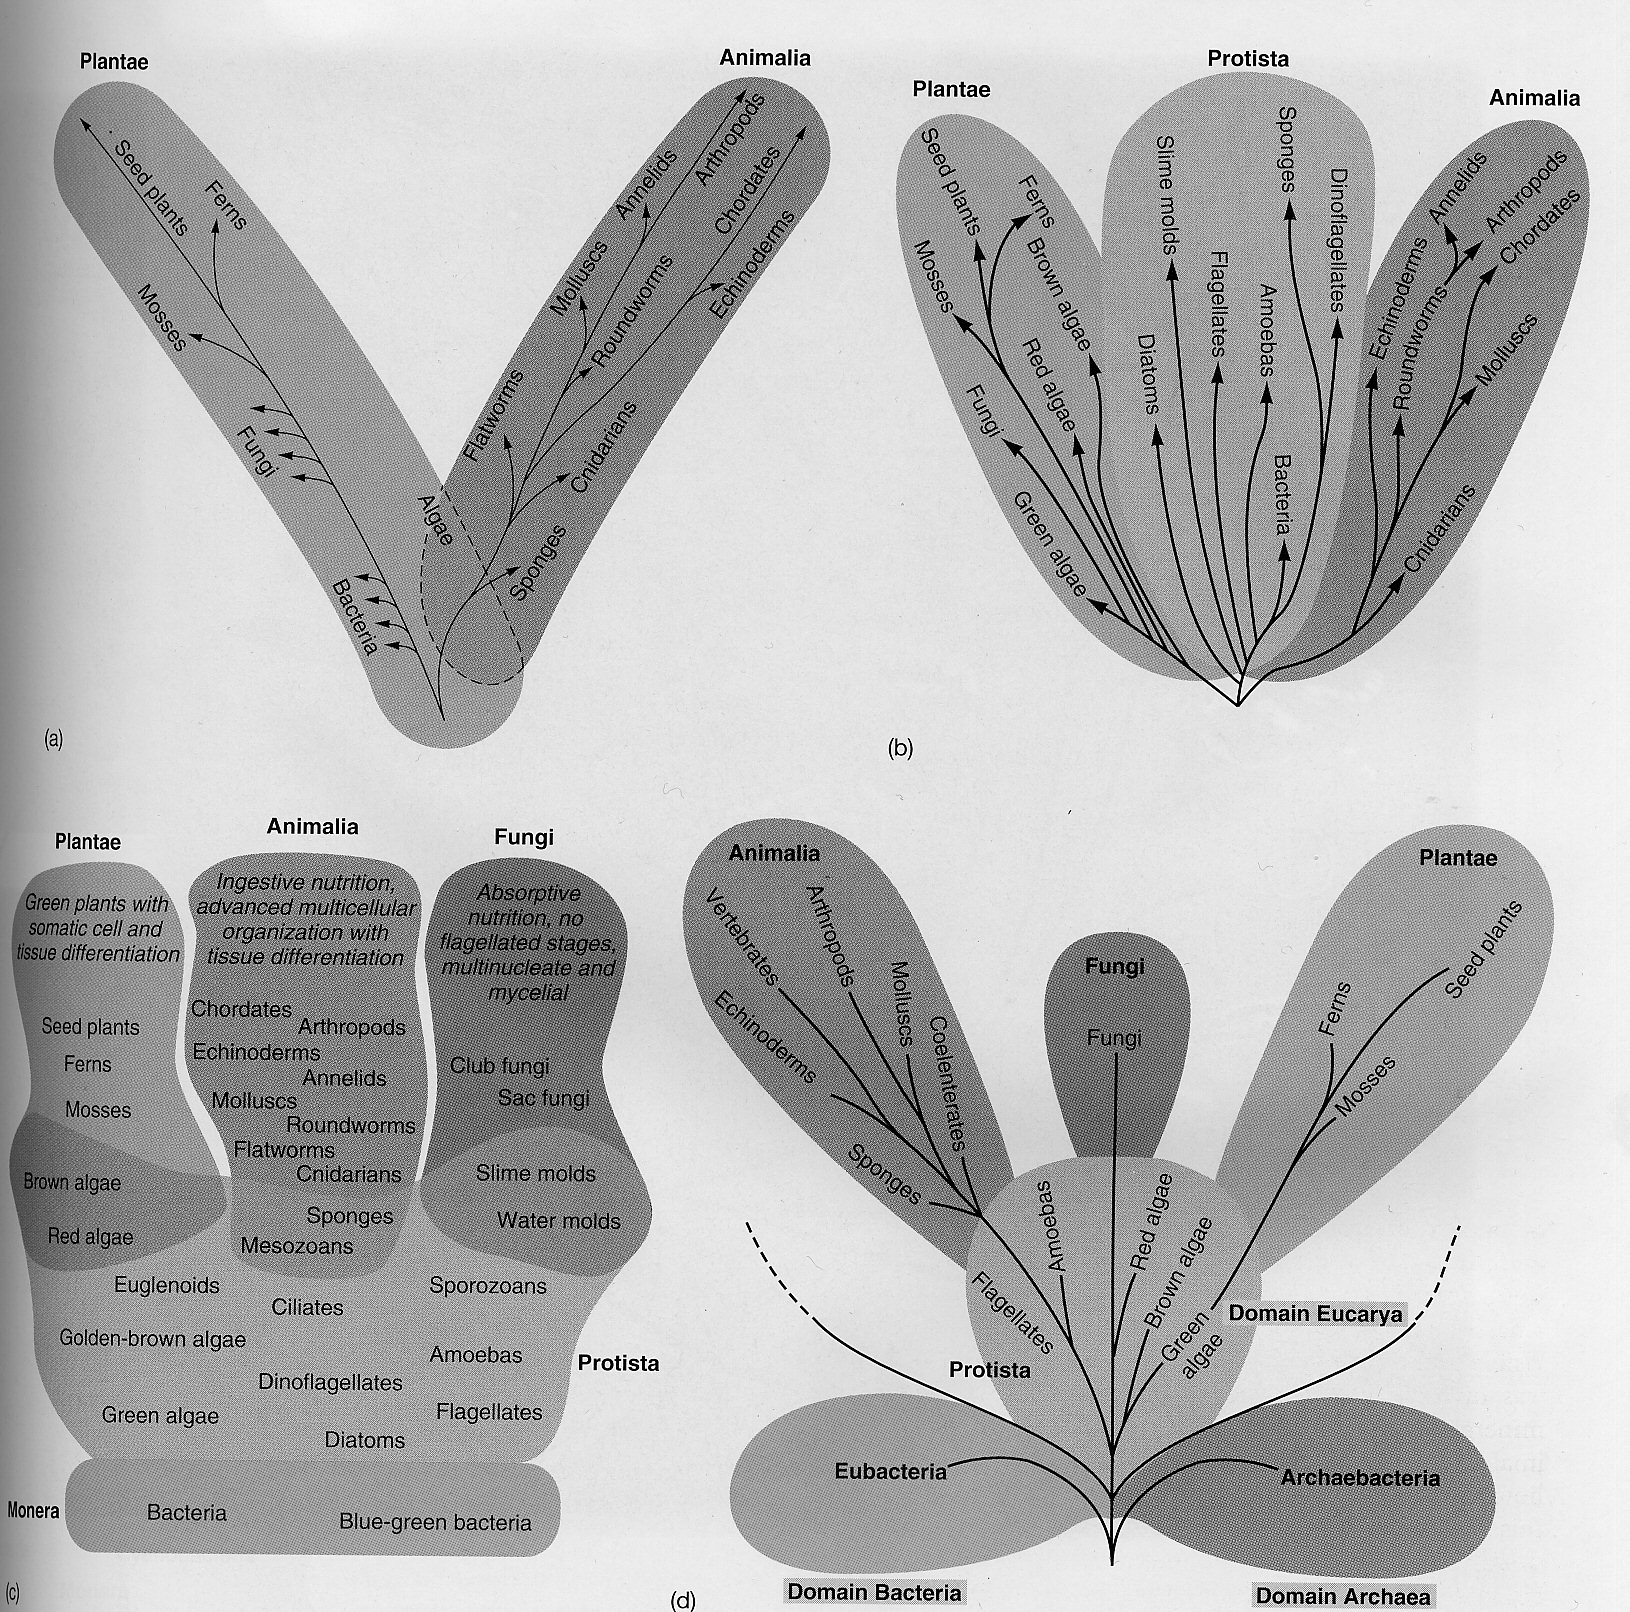 Plantae
Animalia
Seed plants
Ferns
Mosses
Fungi
Bacteria
Algae
Annelids
Arthropods
Chordates
Molluscs
Roundworms
Echinoderms
Flatworms
Cnidarians
Sponges
(a)
Plantae
Protista
Animalia
Seed plants
Ferns
Mosses
Brown algae
Red algae
Fungi
Green algae
Slime molds
Sponges
Dinoflagellates
Flagellates
Amoebas
Diatoms
Bacteria
Annelids
Arthropods
Chordates
Echinoderms
Roundworms
Molluscs
Cnidarians
(b)
Plantae
Green plants with
somatic cell and
tissue differentiation
Seed plants
Ferns
Mosses
Brown algae
Red algae
Animalia
Ingestive nutrition,
advanced multicellular
organization with
tissue differentiation
Chordates
Arthropods
Echinoderms
Annelids
Molluscs
Roundworms
Flatworms
Cnidarians
Sponges
Mesozoans
Fungi
Absorptive
nutrition, no
flagellated stages,
multinucleate and
mycelial
Club fungi
Sac fungi
Slime molds
Water molds
Euglenoids
Sporozoans
Ciliates
Golden-brown algae
Amoebas
Protista
Dinoflagellates
Green algae
Flagellates
Diatoms
Monera
Bacteria
Blue-green bacteria
(c)
Animalia
Vertebrates
Arthropods
Molluscs
Coelenterates
Echinoderms
Sponges
Fungi
Fungi
Plantae
Seed plants
Ferns
Mosses
Amoebas
Red algae
Brown algae
Flagellates
Green
algae
Domain Eucarya
Protista
Eubacteria
Archaebacteria
Domain Bacteria
Domain Archaea
(d)